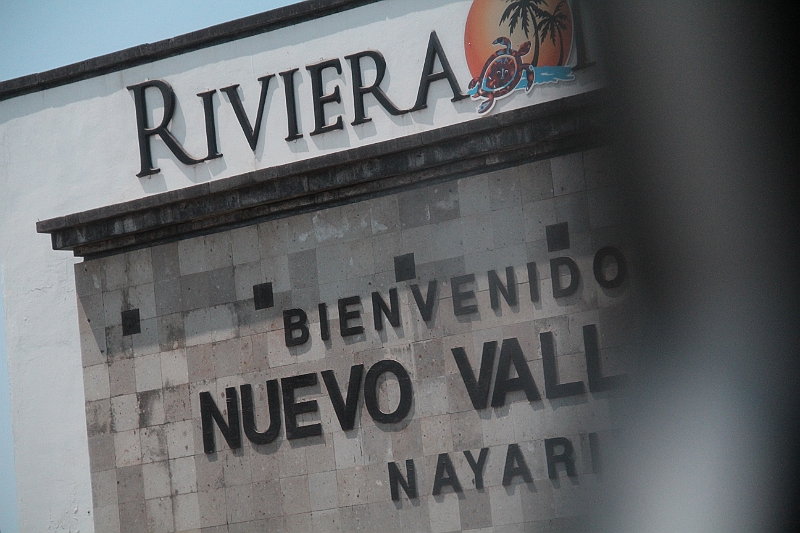 RIVIERA
BIENVENIDO
NUEVO VALL
NAYARI